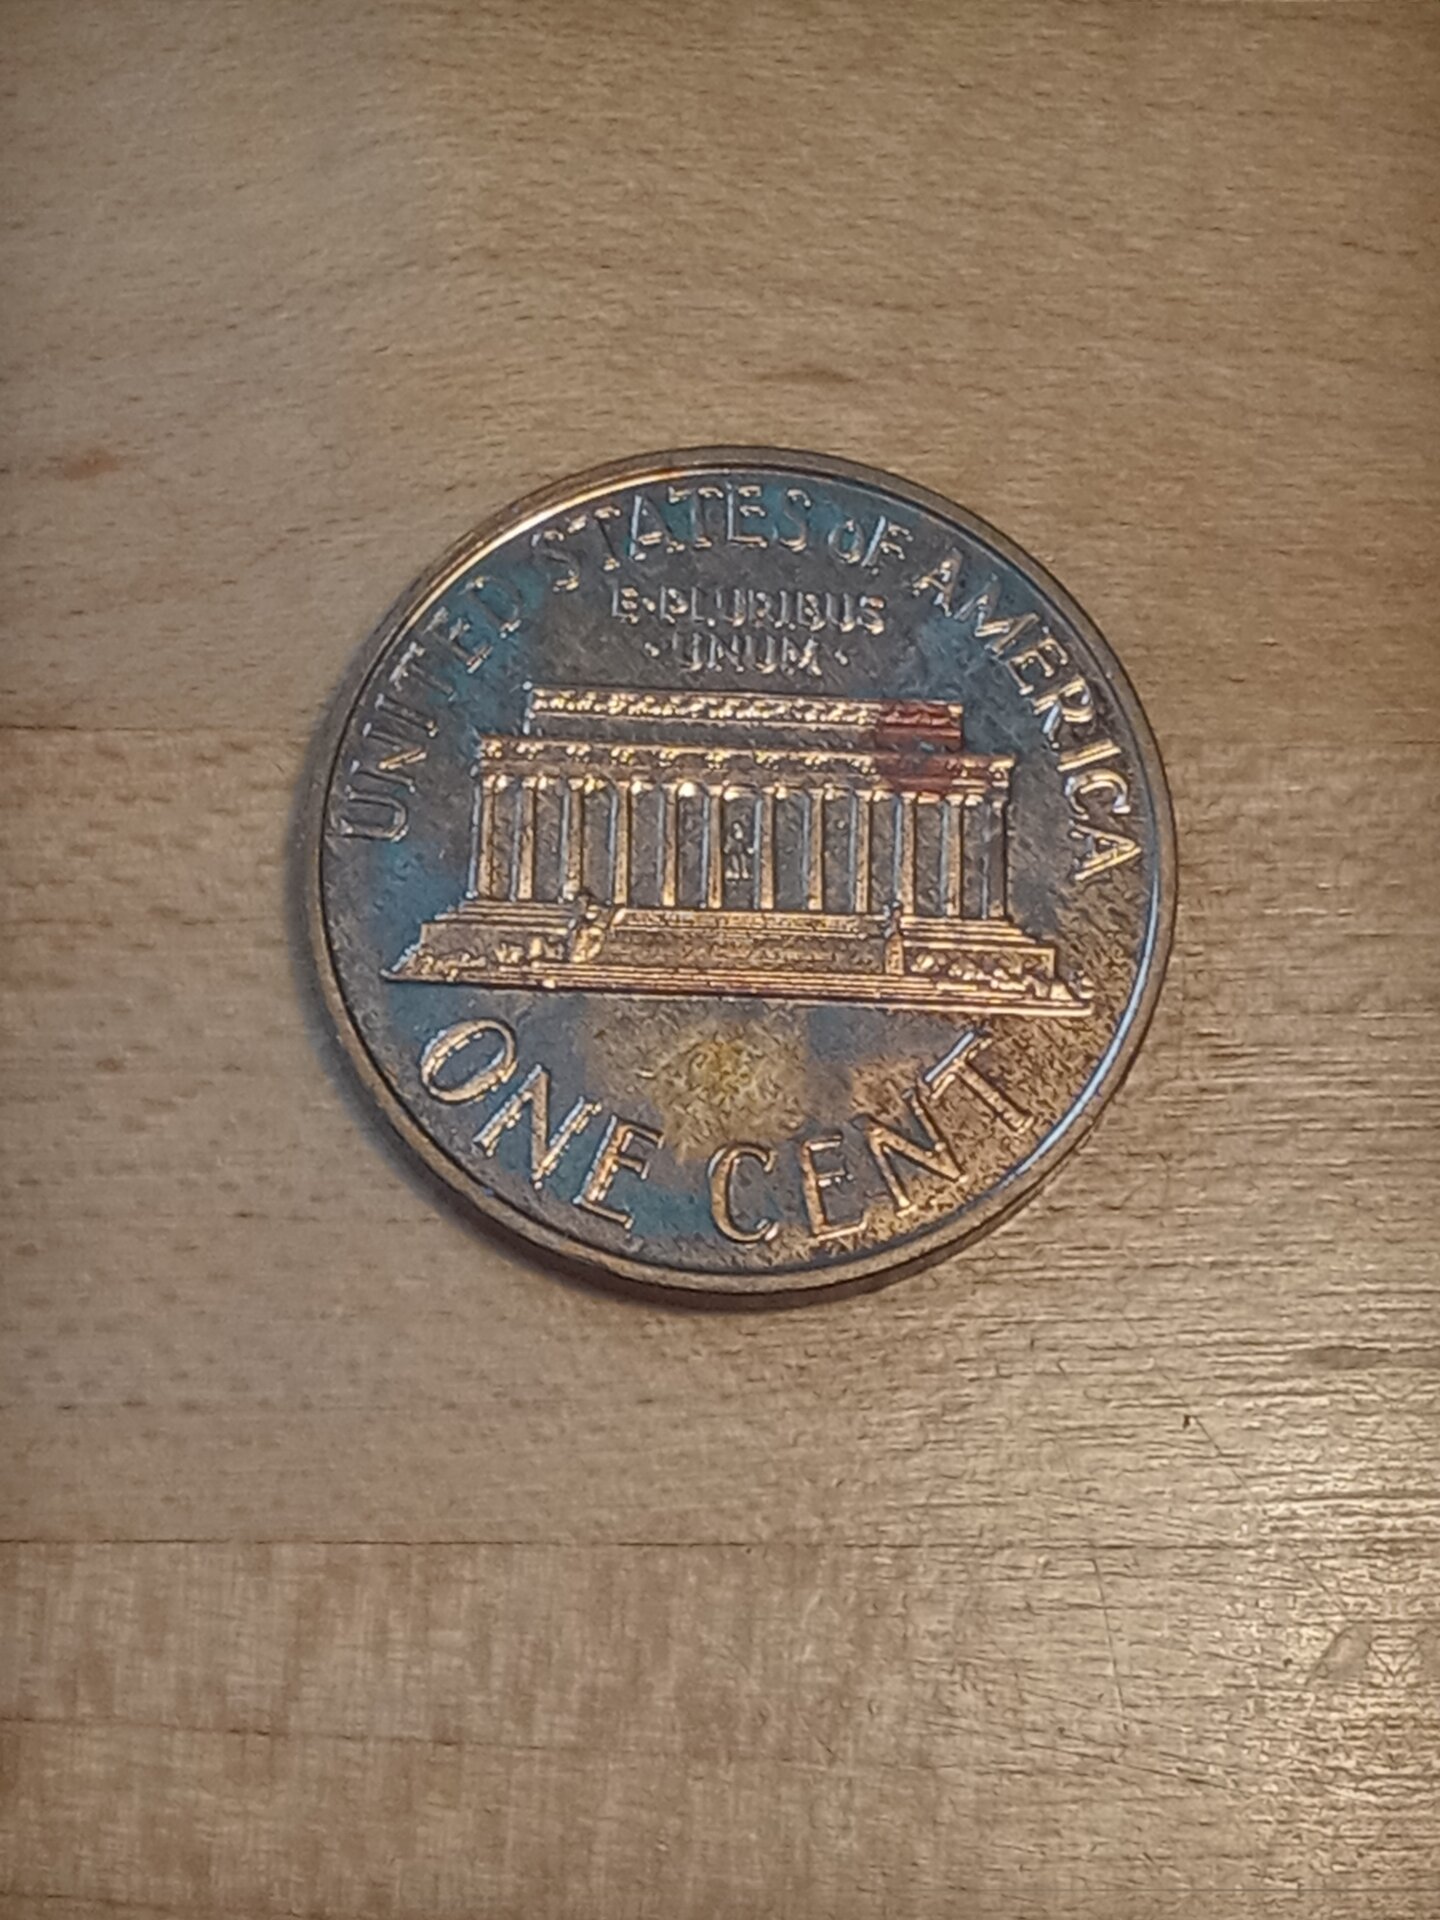 UNITED STATES OF AMERICA
E·PLURIBUS
·UNUM·
ONE CENT